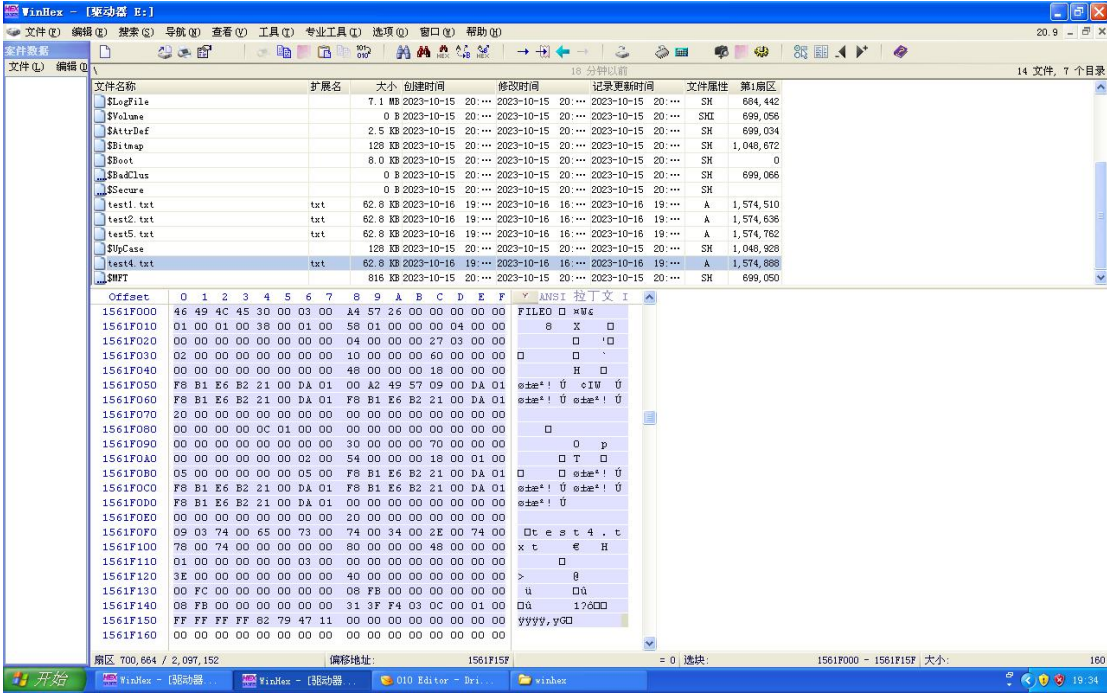 WinHex - [驱动器 E:]
文件(F) 编辑(E) 搜索(S) 导航(N) 查看(V) 工具(T) 专业工具(I) 选项(O) 窗口(W) 帮助(H) 20.9
案件数据
文件(L) 编辑(D
\ 18 分钟以前 14 文件, 7 个目录
文件名称 扩展名 大小 创建时间 修改时间 记录更新时间 文件属性 第1扇区
$LogFile 7.1 MB 2023-10-15 20:… 2023-10-15 20:… 2023-10-15 20:… SH 684,442
$Volume 0 B 2023-10-15 20:… 2023-10-15 20:… 2023-10-15 20:… SHI 699,056
$AttrDef 2.5 KB 2023-10-15 20:… 2023-10-15 20:… 2023-10-15 20:… SH 699,034
$Bitmap 128 KB 2023-10-15 20:… 2023-10-15 20:… 2023-10-15 20:… SH 1,048,672
$Boot 8.0 KB 2023-10-15 20:… 2023-10-15 20:… 2023-10-15 20:… SH 0
$BadClus 0 B 2023-10-15 20:… 2023-10-15 20:… 2023-10-15 20:… SH 699,066
$Secure 0 B 2023-10-15 20:… 2023-10-15 20:… 2023-10-15 20:… SH
test1.txt txt 62.8 KB 2023-10-16 19:… 2023-10-16 16:… 2023-10-16 19:… A 1,574,510
test2.txt txt 62.8 KB 2023-10-16 19:… 2023-10-16 16:… 2023-10-16 19:… A 1,574,636
test5.txt txt 62.8 KB 2023-10-16 19:… 2023-10-16 16:… 2023-10-16 19:… A 1,574,762
$UpCase 128 KB 2023-10-15 20:… 2023-10-15 20:… 2023-10-15 20:… SH 1,048,928
test4.txt txt 62.8 KB 2023-10-16 19:… 2023-10-16 16:… 2023-10-16 19:… A 1,574,888
$MFT 816 KB 2023-10-15 20:… 2023-10-15 20:… 2023-10-15 20:… SH 699,050
Offset 0 1 2 3 4 5 6 7 8 9 A B C D E F ANSI 拉丁文 I
1561F000 46 49 4C 45 30 00 03 00 A4 57 26 00 00 00 00 00 FILE0 ¤W&
1561F010 01 00 01 00 38 00 01 00 58 01 00 00 00 04 00 00 8 X
1561F020 00 00 00 00 00 00 00 00 04 00 00 00 27 03 00 00 '
1561F030 02 00 00 00 00 00 00 00 10 00 00 00 60 00 00 00 `
1561F040 00 00 00 00 00 00 00 00 48 00 00 00 18 00 00 00 H
1561F050 F8 B1 E6 B2 21 00 DA 01 00 A2 49 57 09 00 DA 01 ø±æ²! Ú ¢IW Ú
1561F060 F8 B1 E6 B2 21 00 DA 01 F8 B1 E6 B2 21 00 DA 01 ø±æ²! Ú ø±æ²! Ú
1561F070 20 00 00 00 00 00 00 00 00 00 00 00 00 00 00 00
1561F080 00 00 00 00 0C 01 00 00 00 00 00 00 00 00 00 00
1561F090 00 00 00 00 00 00 00 00 30 00 00 00 70 00 00 00 0 p
1561F0A0 00 00 00 00 00 00 02 00 54 00 00 00 18 00 01 00 T
1561F0B0 05 00 00 00 00 00 05 00 F8 B1 E6 B2 21 00 DA 01 ø±æ²! Ú
1561F0C0 F8 B1 E6 B2 21 00 DA 01 F8 B1 E6 B2 21 00 DA 01 ø±æ²! Ú ø±æ²! Ú
1561F0D0 F8 B1 E6 B2 21 00 DA 01 00 00 00 00 00 00 00 00 ø±æ²! Ú
1561F0E0 00 00 00 00 00 00 00 00 20 00 00 00 00 00 00 00
1561F0F0 09 03 74 00 65 00 73 00 74 00 34 00 2E 00 74 00 t e s t 4 . t
1561F100 78 00 74 00 00 00 00 00 80 00 00 00 48 00 00 00 x t € H
1561F110 01 00 00 00 00 00 03 00 00 00 00 00 00 00 00 00
1561F120 3E 00 00 00 00 00 00 00 40 00 00 00 00 00 00 00 > @
1561F130 00 FC 00 00 00 00 00 00 08 FB 00 00 00 00 00 00 ü û
1561F140 08 FB 00 00 00 00 00 00 31 3F F4 03 0C 00 01 00 û 1?ô
1561F150 FF FF FF FF 82 79 47 11 00 00 00 00 00 00 00 00 ÿÿÿÿ‚yG
1561F160 00 00 00 00 00 00 00 00 00 00 00 00 00 00 00 00
扇区 700,664 / 2,097,152 偏移地址: 1561F15F = 0 选块: 1561F000 - 1561F15F 大小: 160
开始 WinHex - [驱动器... WinHex - [驱动器... 010 Editor - Dri... winhex 19:34